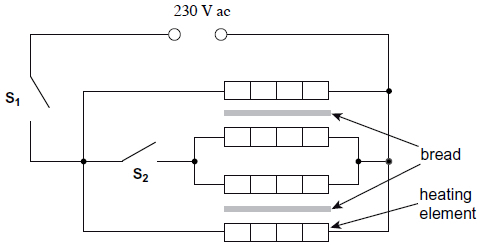 230 V ac
S1
S2
bread
heating
element